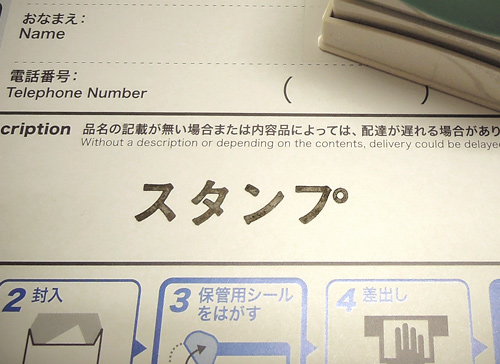 おなまえ：
Name
電話番号：
Telephone Number ( )
cription 品名の記載が無い場合または内容品によっては、配達が遅れる場合があり
Without a description or depending on the contents, delivery could be delayed
スタンプ
2 封入
3 保管用シール
をはがす
4 差出し